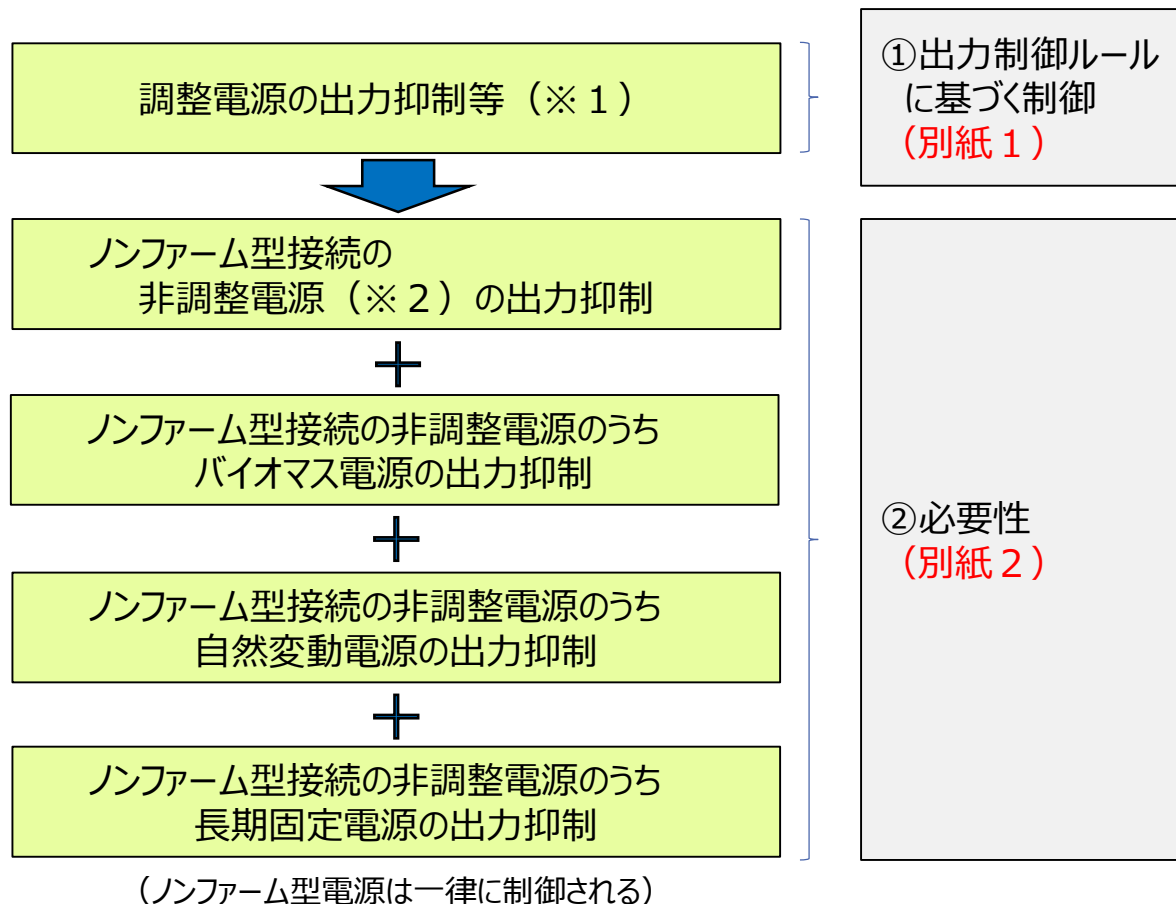 調整電源の出力抑制等（※１）
①出力制御ルール
に基づく制御
（別紙１）
ノンファーム型接続の
非調整電源（※２）の出力抑制
＋
ノンファーム型接続の非調整電源のうち
バイオマス電源の出力抑制
＋
ノンファーム型接続の非調整電源のうち
自然変動電源の出力抑制
＋
ノンファーム型接続の非調整電源のうち
長期固定電源の出力抑制
②必要性
（別紙２）
（ノンファーム型電源は一律に制御される）